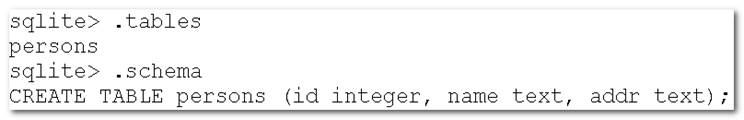 sqlite> .tables
persons
sqlite> .schema
CREATE TABLE persons (id integer, name text, addr text);